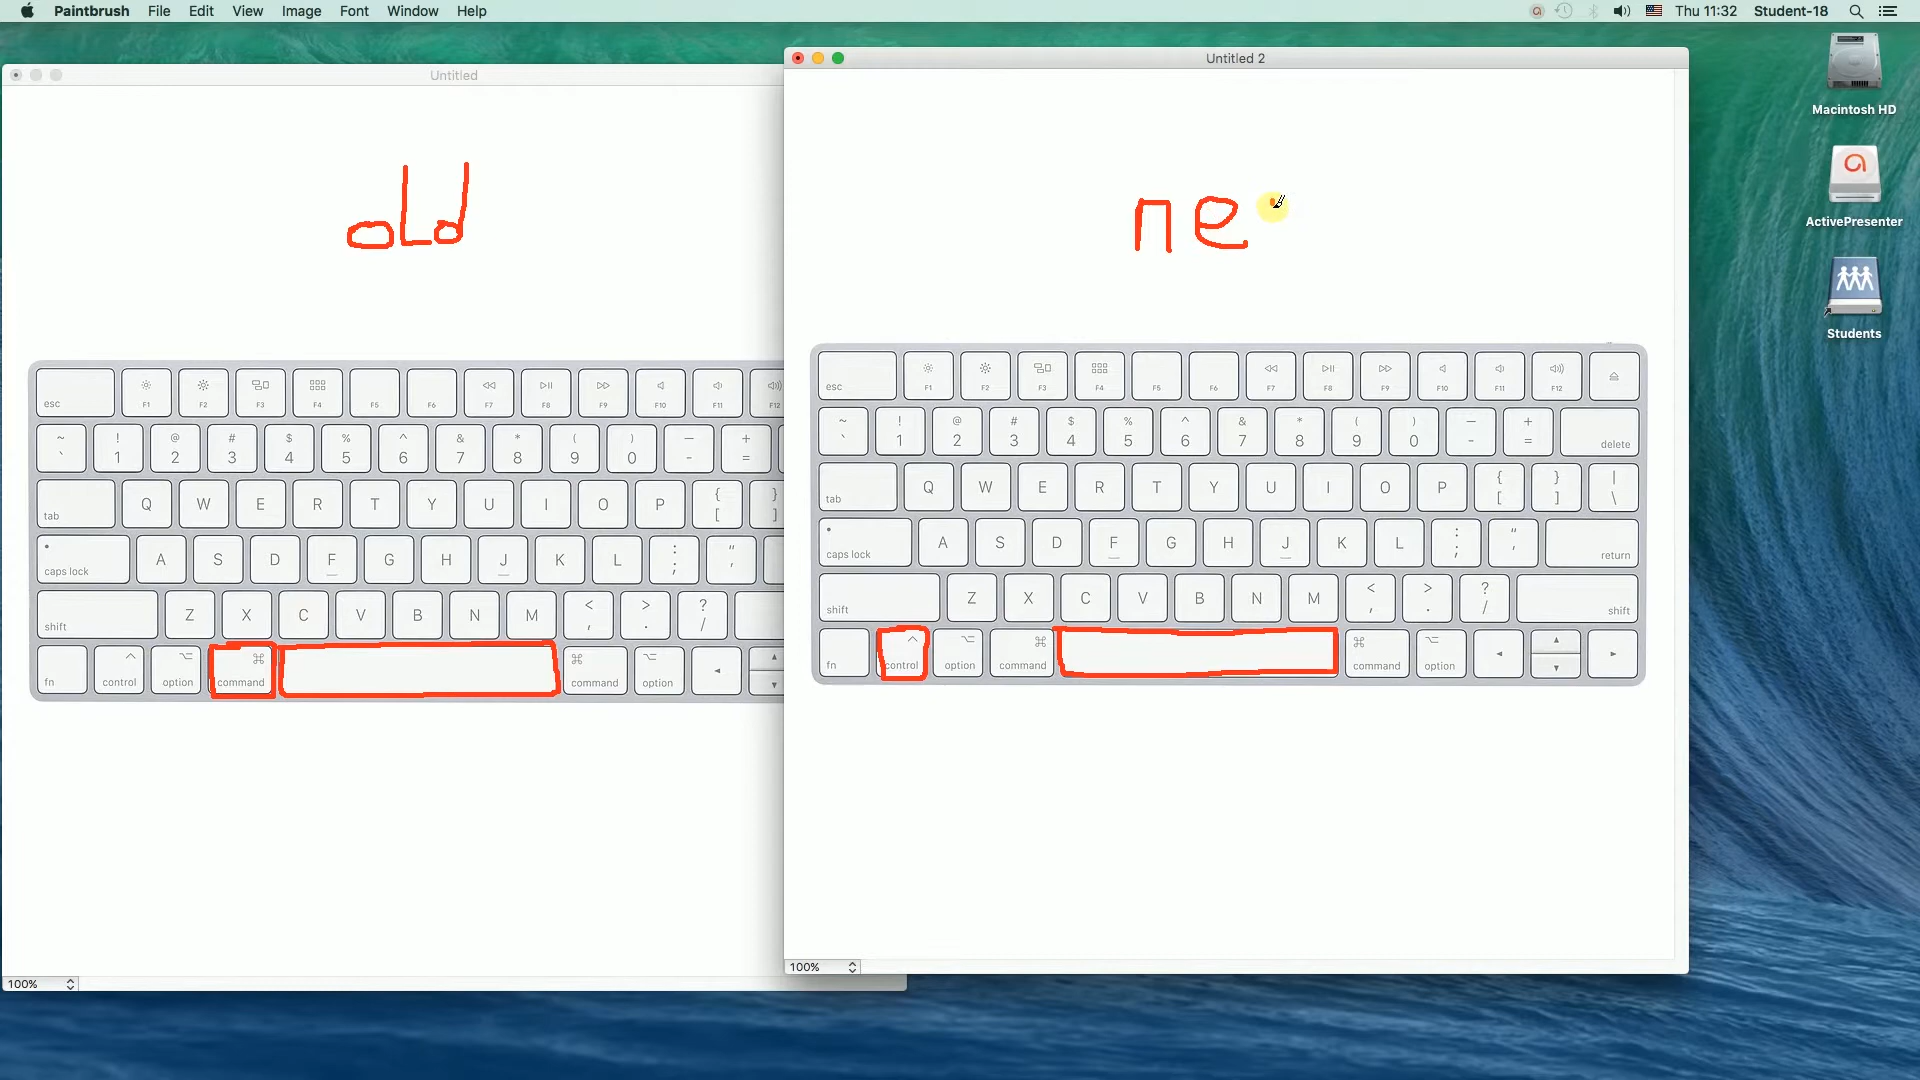 Paintbrush File Edit View Image Font Window Help Thu 11:32 Student-18
Untitled
old
esc F1 F2 F3 F4 F5 F6 F7 F8 F9 F10 F11 F12
~ ! @ # $ % ^ & * ( ) — +
` 1 2 3 4 5 6 7 8 9 0 - =
tab Q W E R T Y U I O P { [ } ]
caps lock A S D F G H J K L : ; " '
shift Z X C V B N M < , > . ? /
fn control option command command option
100%
Untitled 2
ne
esc F1 F2 F3 F4 F5 F6 F7 F8 F9 F10 F11 F12
~ ! @ # $ % ^ & * ( ) — +
` 1 2 3 4 5 6 7 8 9 0 - = delete
tab Q W E R T Y U I O P { [ } ] | \
caps lock A S D F G H J K L : ; " ' return
shift Z X C V B N M < , > . ? / shift
fn control option command command option
100%
Macintosh HD
ActivePresenter
Students